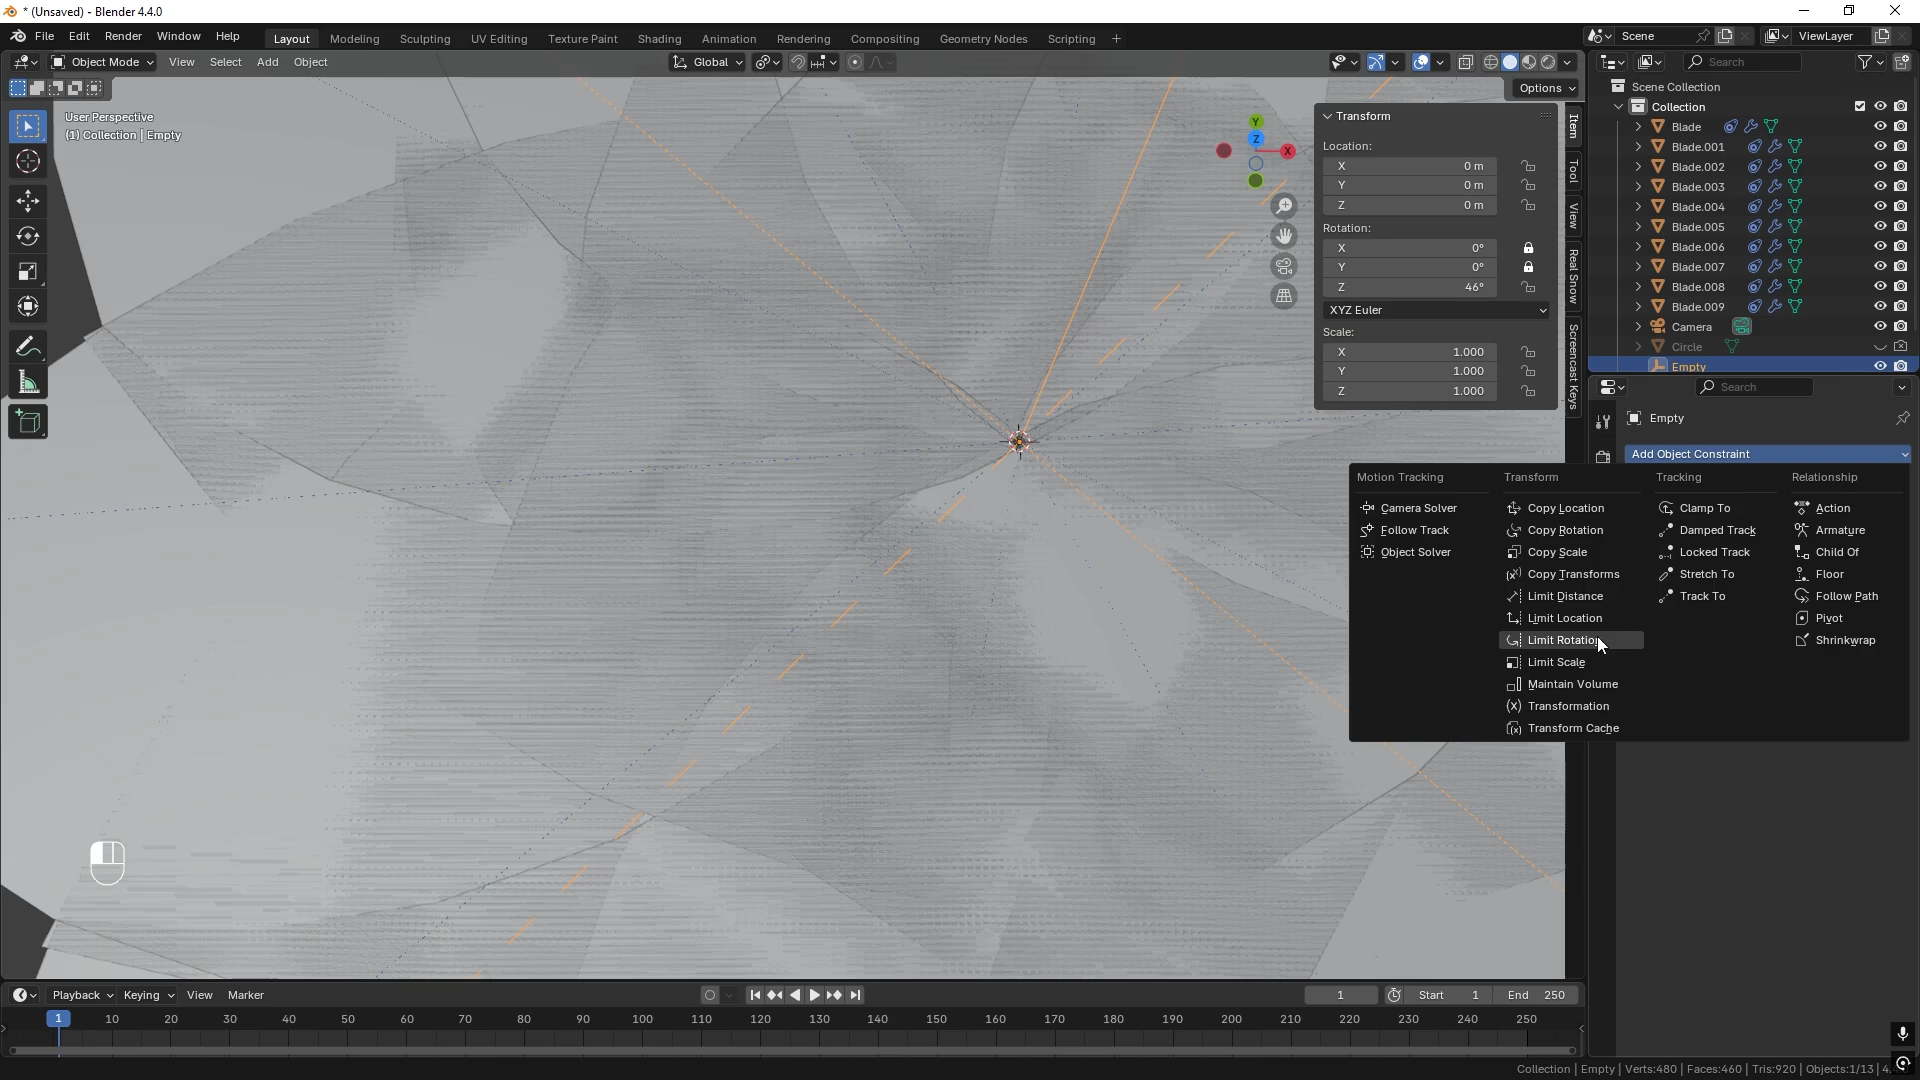 * (Unsaved) - Blender 4.4.0
File Edit Render Window Help Layout Modeling Sculpting UV Editing Texture Paint Shading Animation Rendering Compositing Geometry Nodes Scripting + Scene ViewLayer
Object Mode View Select Add Object Global Search
Options
User Perspective
(1) Collection | Empty
Y
Z
X
Transform
Location:
X 0 m
Y 0 m
Z 0 m
Rotation:
X 0°
Y 0°
Z 46°
XYZ Euler
Scale:
X 1.000
Y 1.000
Z 1.000
Item
Tool
View
Real Snow
Screencast Keys
Scene Collection
Collection
Blade
Blade.001
Blade.002
Blade.003
Blade.004
Blade.005
Blade.006
Blade.007
Blade.008
Blade.009
Camera
Circle
Empty
Search
Empty
Add Object Constraint
Motion Tracking
Camera Solver
Follow Track
Object Solver
Transform
Copy Location
Copy Rotation
Copy Scale
Copy Transforms
Limit Distance
Limit Location
Limit Rotation
Limit Scale
Maintain Volume
Transformation
Transform Cache
Tracking
Clamp To
Damped Track
Locked Track
Stretch To
Track To
Relationship
Action
Armature
Child Of
Floor
Follow Path
Pivot
Shrinkwrap
Playback Keying View Marker 1 Start 1 End 250
1 10 20 30 40 50 60 70 80 90 100 110 120 130 140 150 160 170 180 190 200 210 220 230 240 250
Collection | Empty | Verts:480 | Faces:460 | Tris:920 | Objects:1/13 | 4.